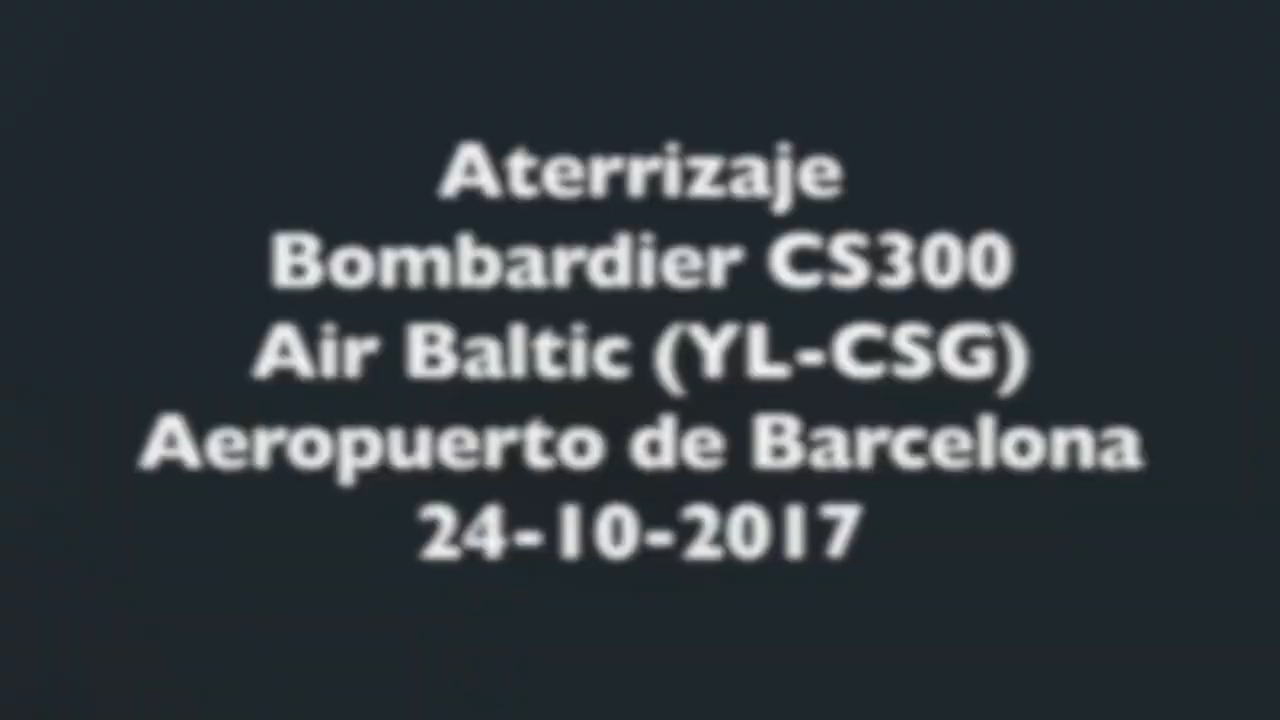 Aterrizaje
Bombardier CS300
Air Baltic (YL-CSG)
Aeropuerto de Barcelona
24-10-2017